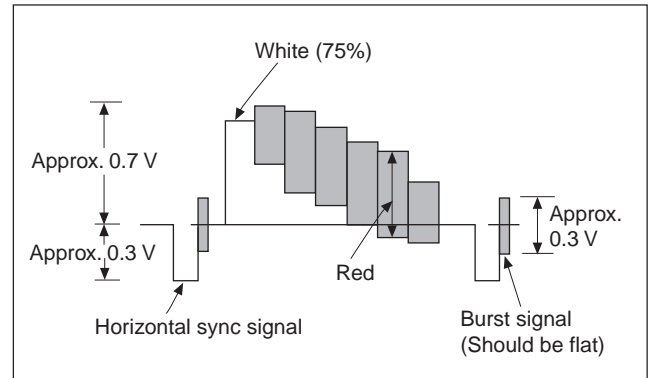 White (75%)
Approx. 0.7 V
Approx. 0.3 V
Horizontal sync signal
Red
Approx.
0.3 V
Burst signal
(Should be flat)